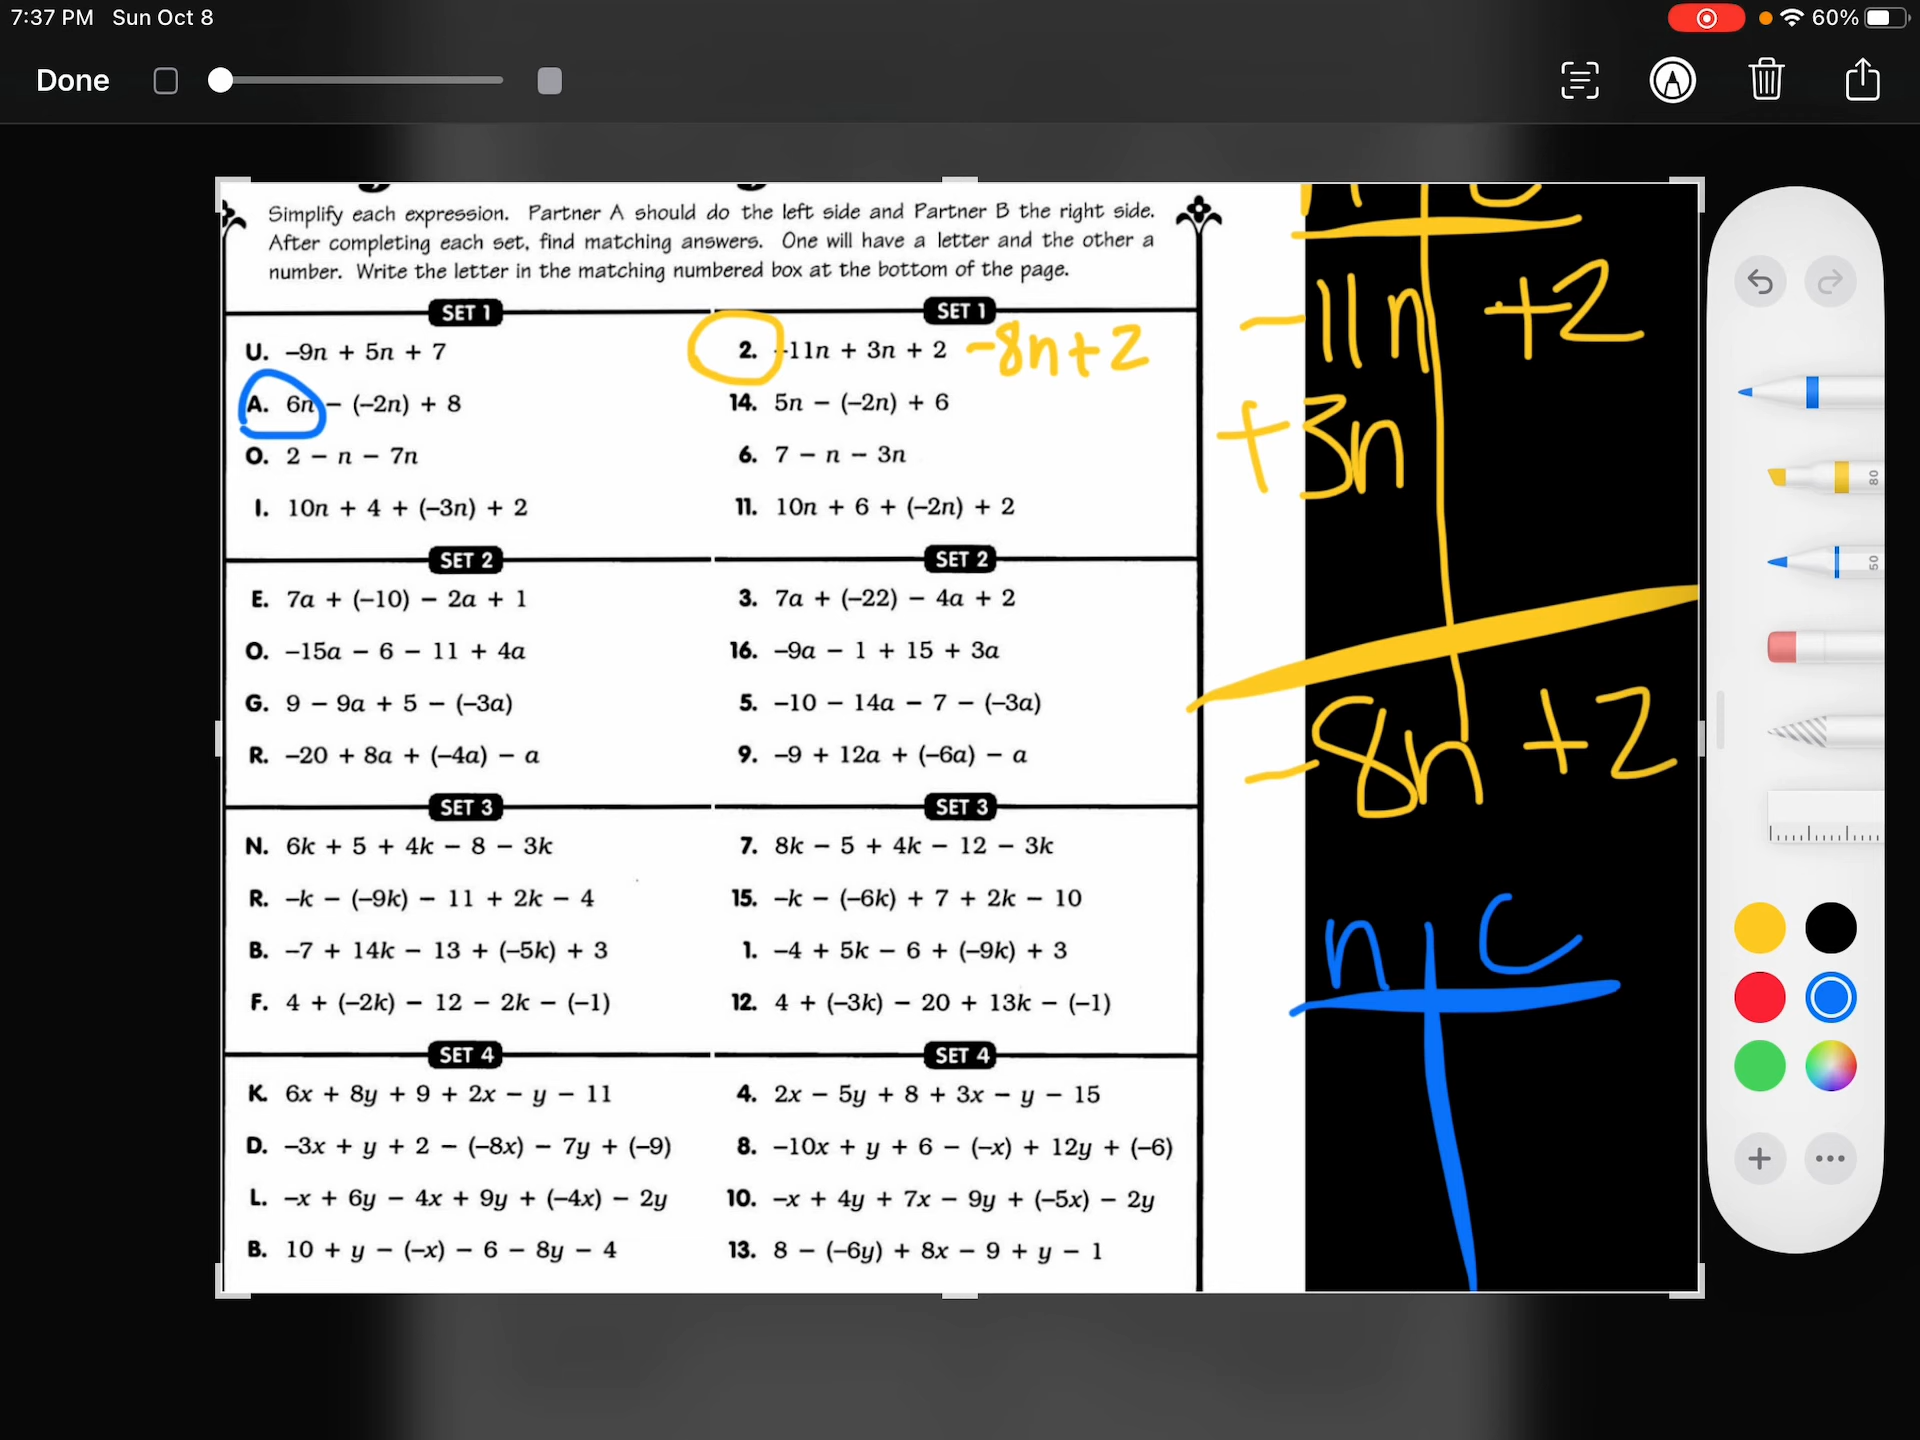 7:37 PM Sun Oct 8
60%
Done
Simplify each expression. Partner A should do the left side and Partner B the right side.
After completing each set, find matching answers. One will have a letter and the other a
number. Write the letter in the matching numbered box at the bottom of the page.
SET 1
U. –9n + 5n + 7
A. 6n – (–2n) + 8
O. 2 – n – 7n
I. 10n + 4 + (–3n) + 2
SET 1
2. –11n + 3n + 2 -8n+2
14. 5n – (–2n) + 6
6. 7 – n – 3n
11. 10n + 6 + (–2n) + 2
SET 2
E. 7a + (–10) – 2a + 1
O. –15a – 6 – 11 + 4a
G. 9 – 9a + 5 – (–3a)
R. –20 + 8a + (–4a) – a
SET 2
3. 7a + (–22) – 4a + 2
16. –9a – 1 + 15 + 3a
5. –10 – 14a – 7 – (–3a)
9. –9 + 12a + (–6a) – a
SET 3
N. 6k + 5 + 4k – 8 – 3k
R. –k – (–9k) – 11 + 2k – 4
B. –7 + 14k – 13 + (–5k) + 3
F. 4 + (–2k) – 12 – 2k – (–1)
SET 3
7. 8k – 5 + 4k – 12 – 3k
15. –k – (–6k) + 7 + 2k – 10
1. –4 + 5k – 6 + (–9k) + 3
12. 4 + (–3k) – 20 + 13k – (–1)
SET 4
K. 6x + 8y + 9 + 2x – y – 11
D. –3x + y + 2 – (–8x) – 7y + (–9)
L. –x + 6y – 4x + 9y + (–4x) – 2y
B. 10 + y – (–x) – 6 – 8y – 4
SET 4
4. 2x – 5y + 8 + 3x – y – 15
8. –10x + y + 6 – (–x) + 12y + (–6)
10. –x + 4y + 7x – 9y + (–5x) – 2y
13. 8 – (–6y) + 8x – 9 + y – 1
-11n +2
+3n
-8n +2
n c
80
50